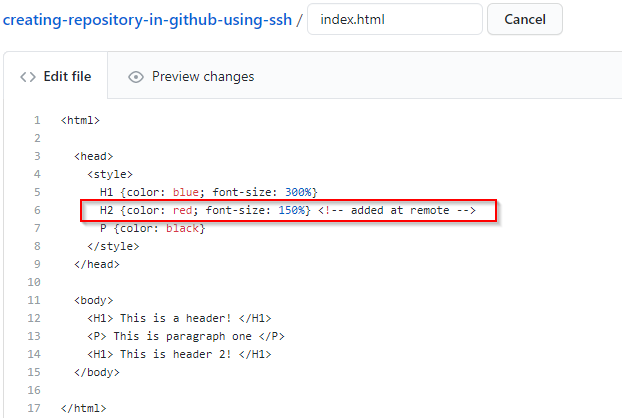 creating-repository-in-github-using-ssh / index.html Cancel
<> Edit file Preview changes
1 <html>
2
3 <head>
4 <style>
5 H1 {color: blue; font-size: 300%}
6 H2 {color: red; font-size: 150%} <!-- added at remote -->
7 P {color: black}
8 </style>
9 </head>
10
11 <body>
12 <H1> This is a header! </H1>
13 <P> This is paragraph one </P>
14 <H1> This is header 2! </H1>
15 </body>
16
17 </html>